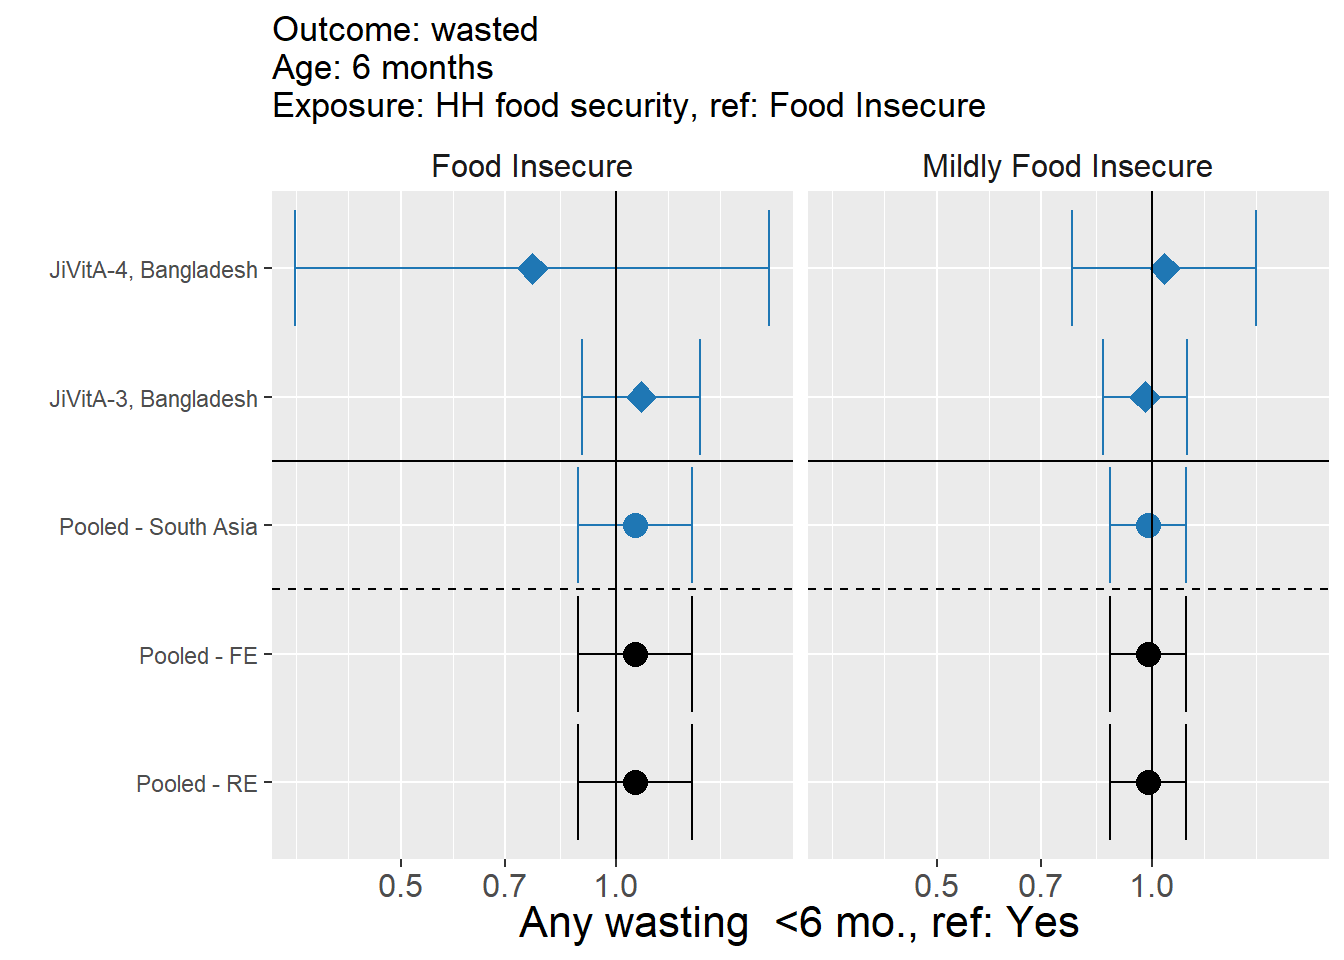 Outcome: wasted
Age: 6 months
Exposure: HH food security, ref: Food Insecure
Food Insecure
Mildly Food Insecure
JiVitA-4, Bangladesh
JiVitA-3, Bangladesh
Pooled - South Asia
Pooled - FE
Pooled - RE
0.5 0.7 1.0 0.5 0.7 1.0
Any wasting  <6 mo., ref: Yes